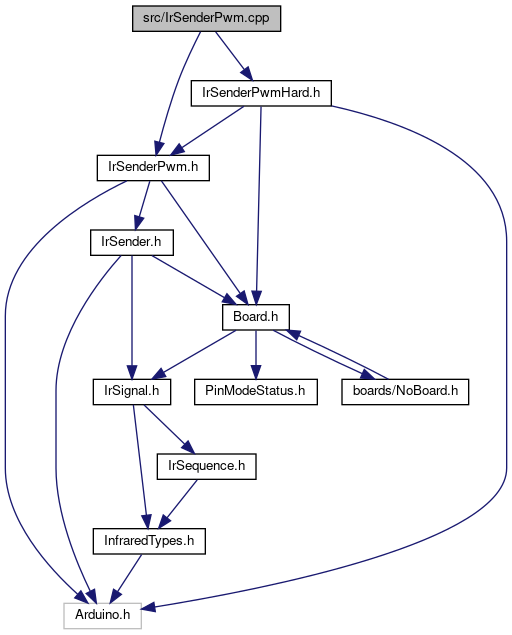 src/IrSenderPwm.cpp
IrSenderPwmHard.h
IrSenderPwm.h
IrSender.h
Board.h
IrSignal.h
PinModeStatus.h
boards/NoBoard.h
IrSequence.h
InfraredTypes.h
Arduino.h